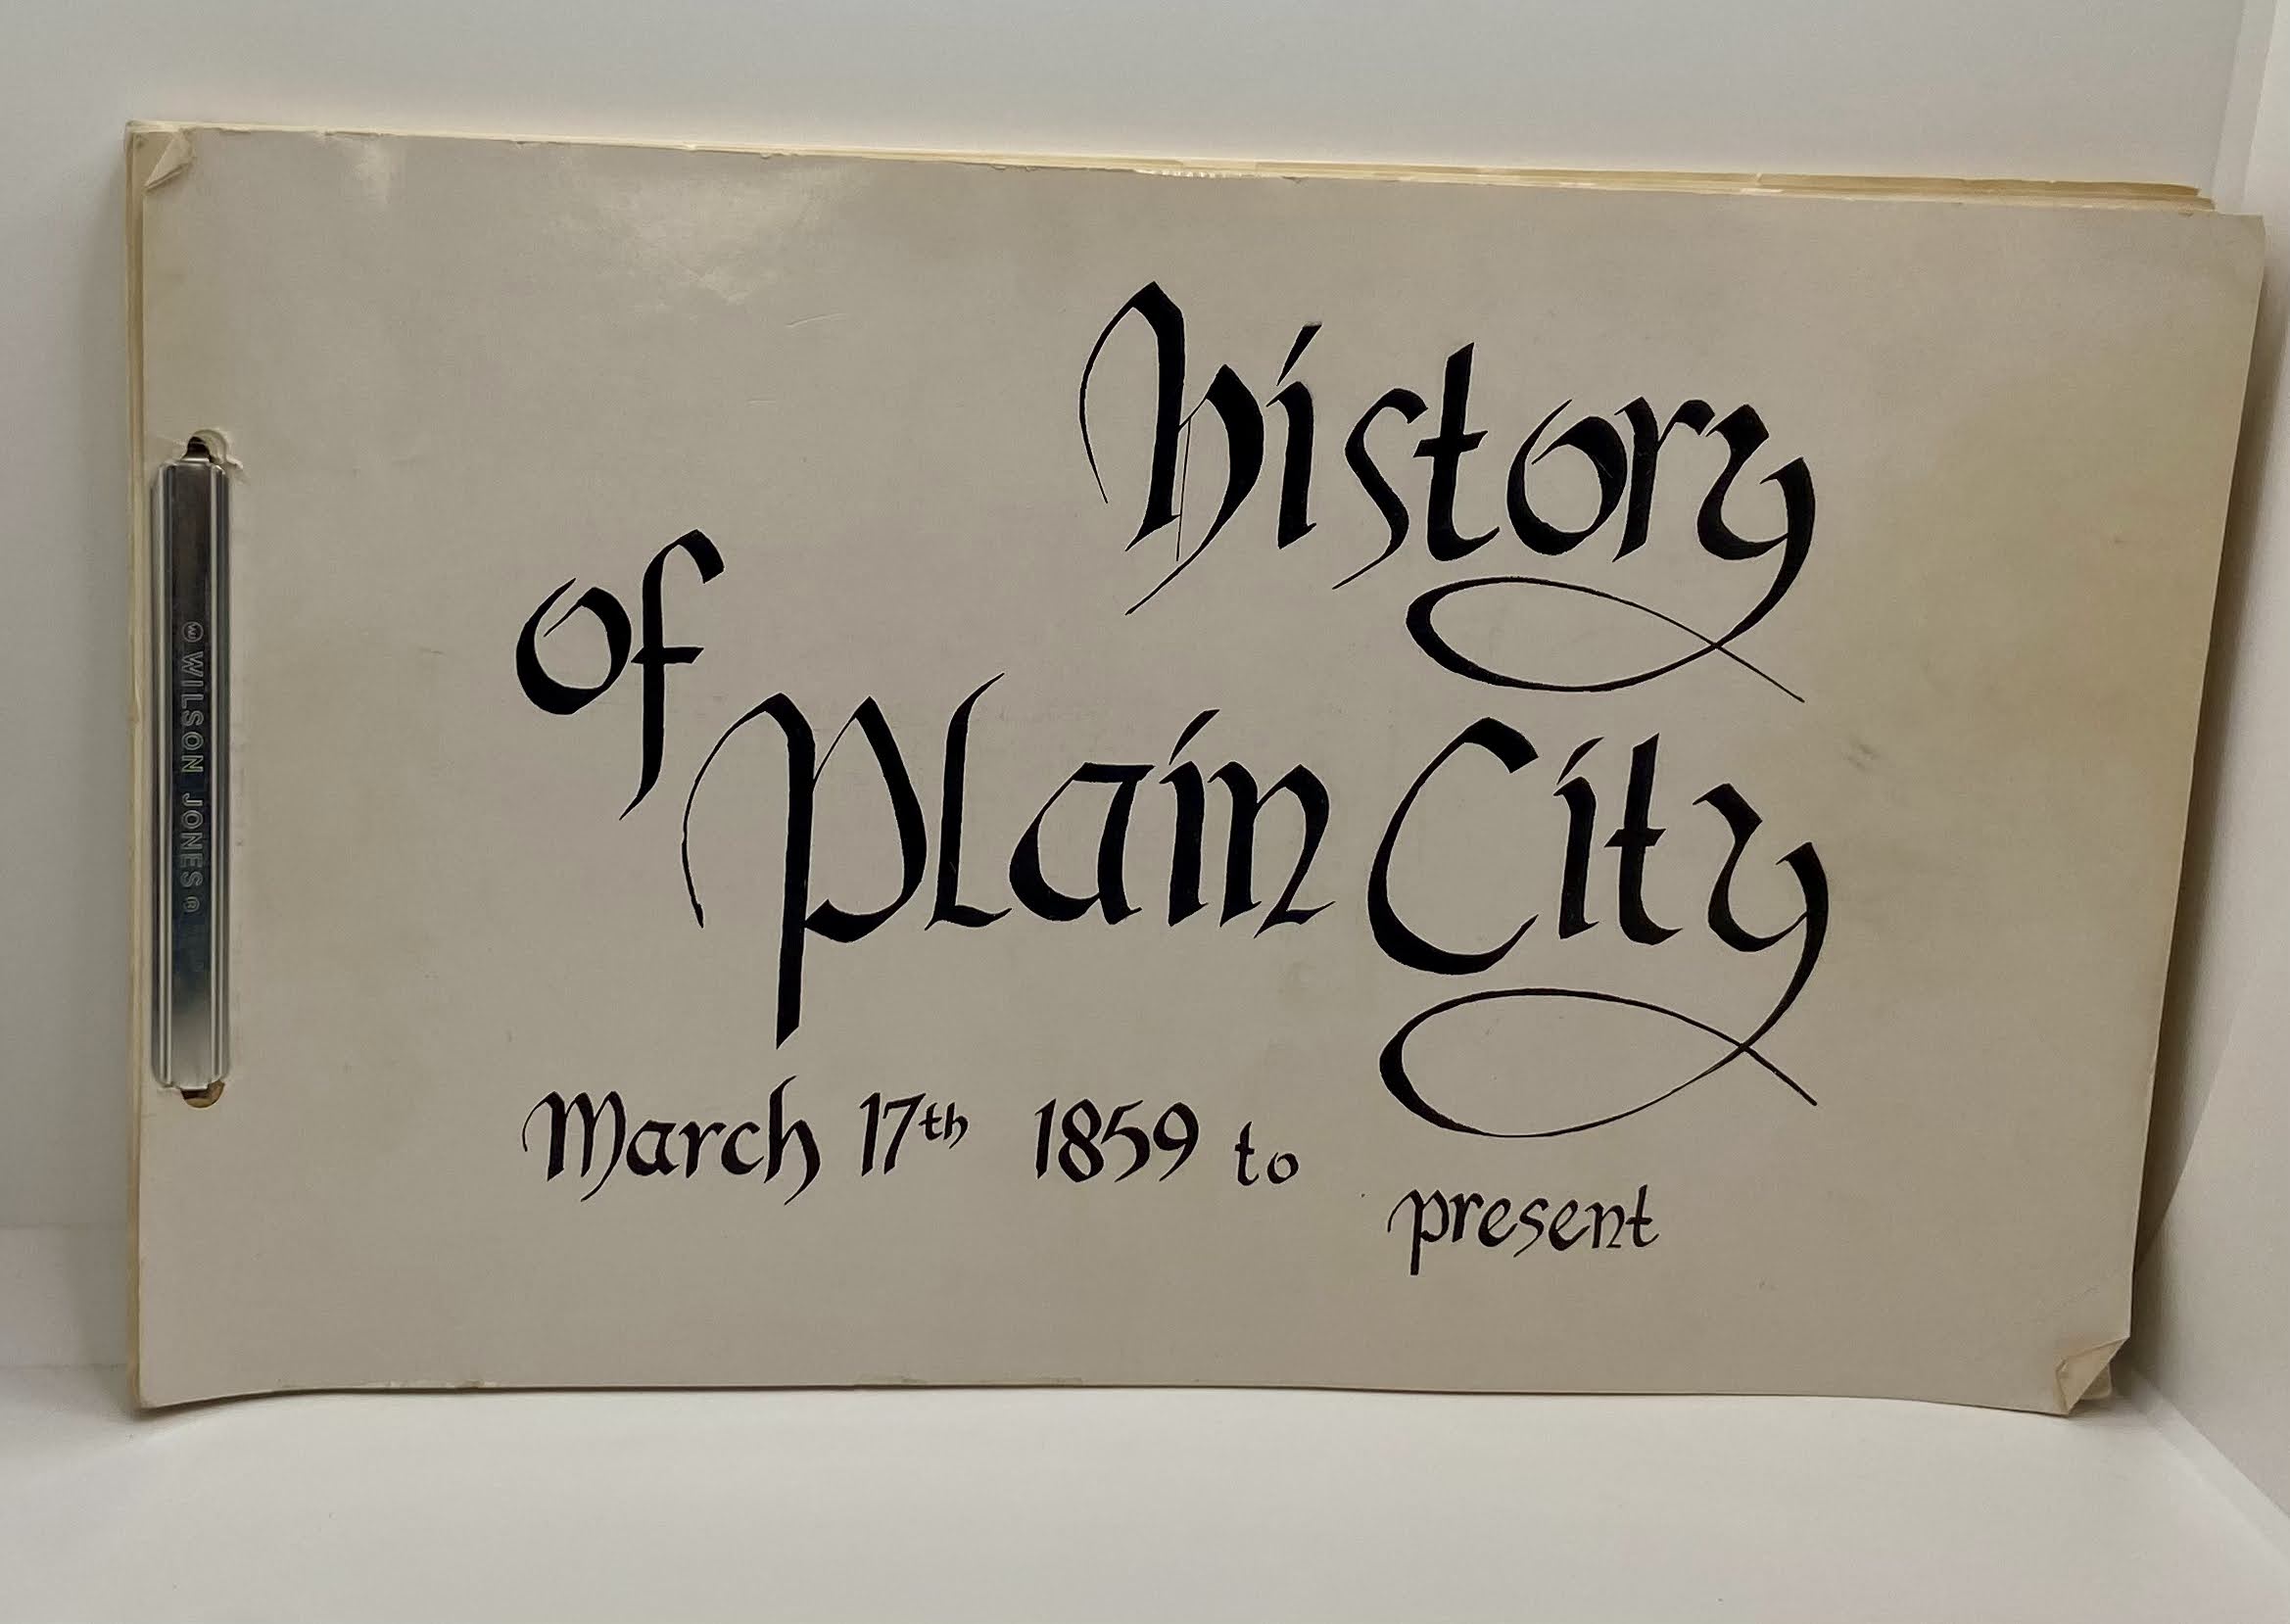 History
of
Plain City
March 17th 1859 to
present
W WILSON JONES ®